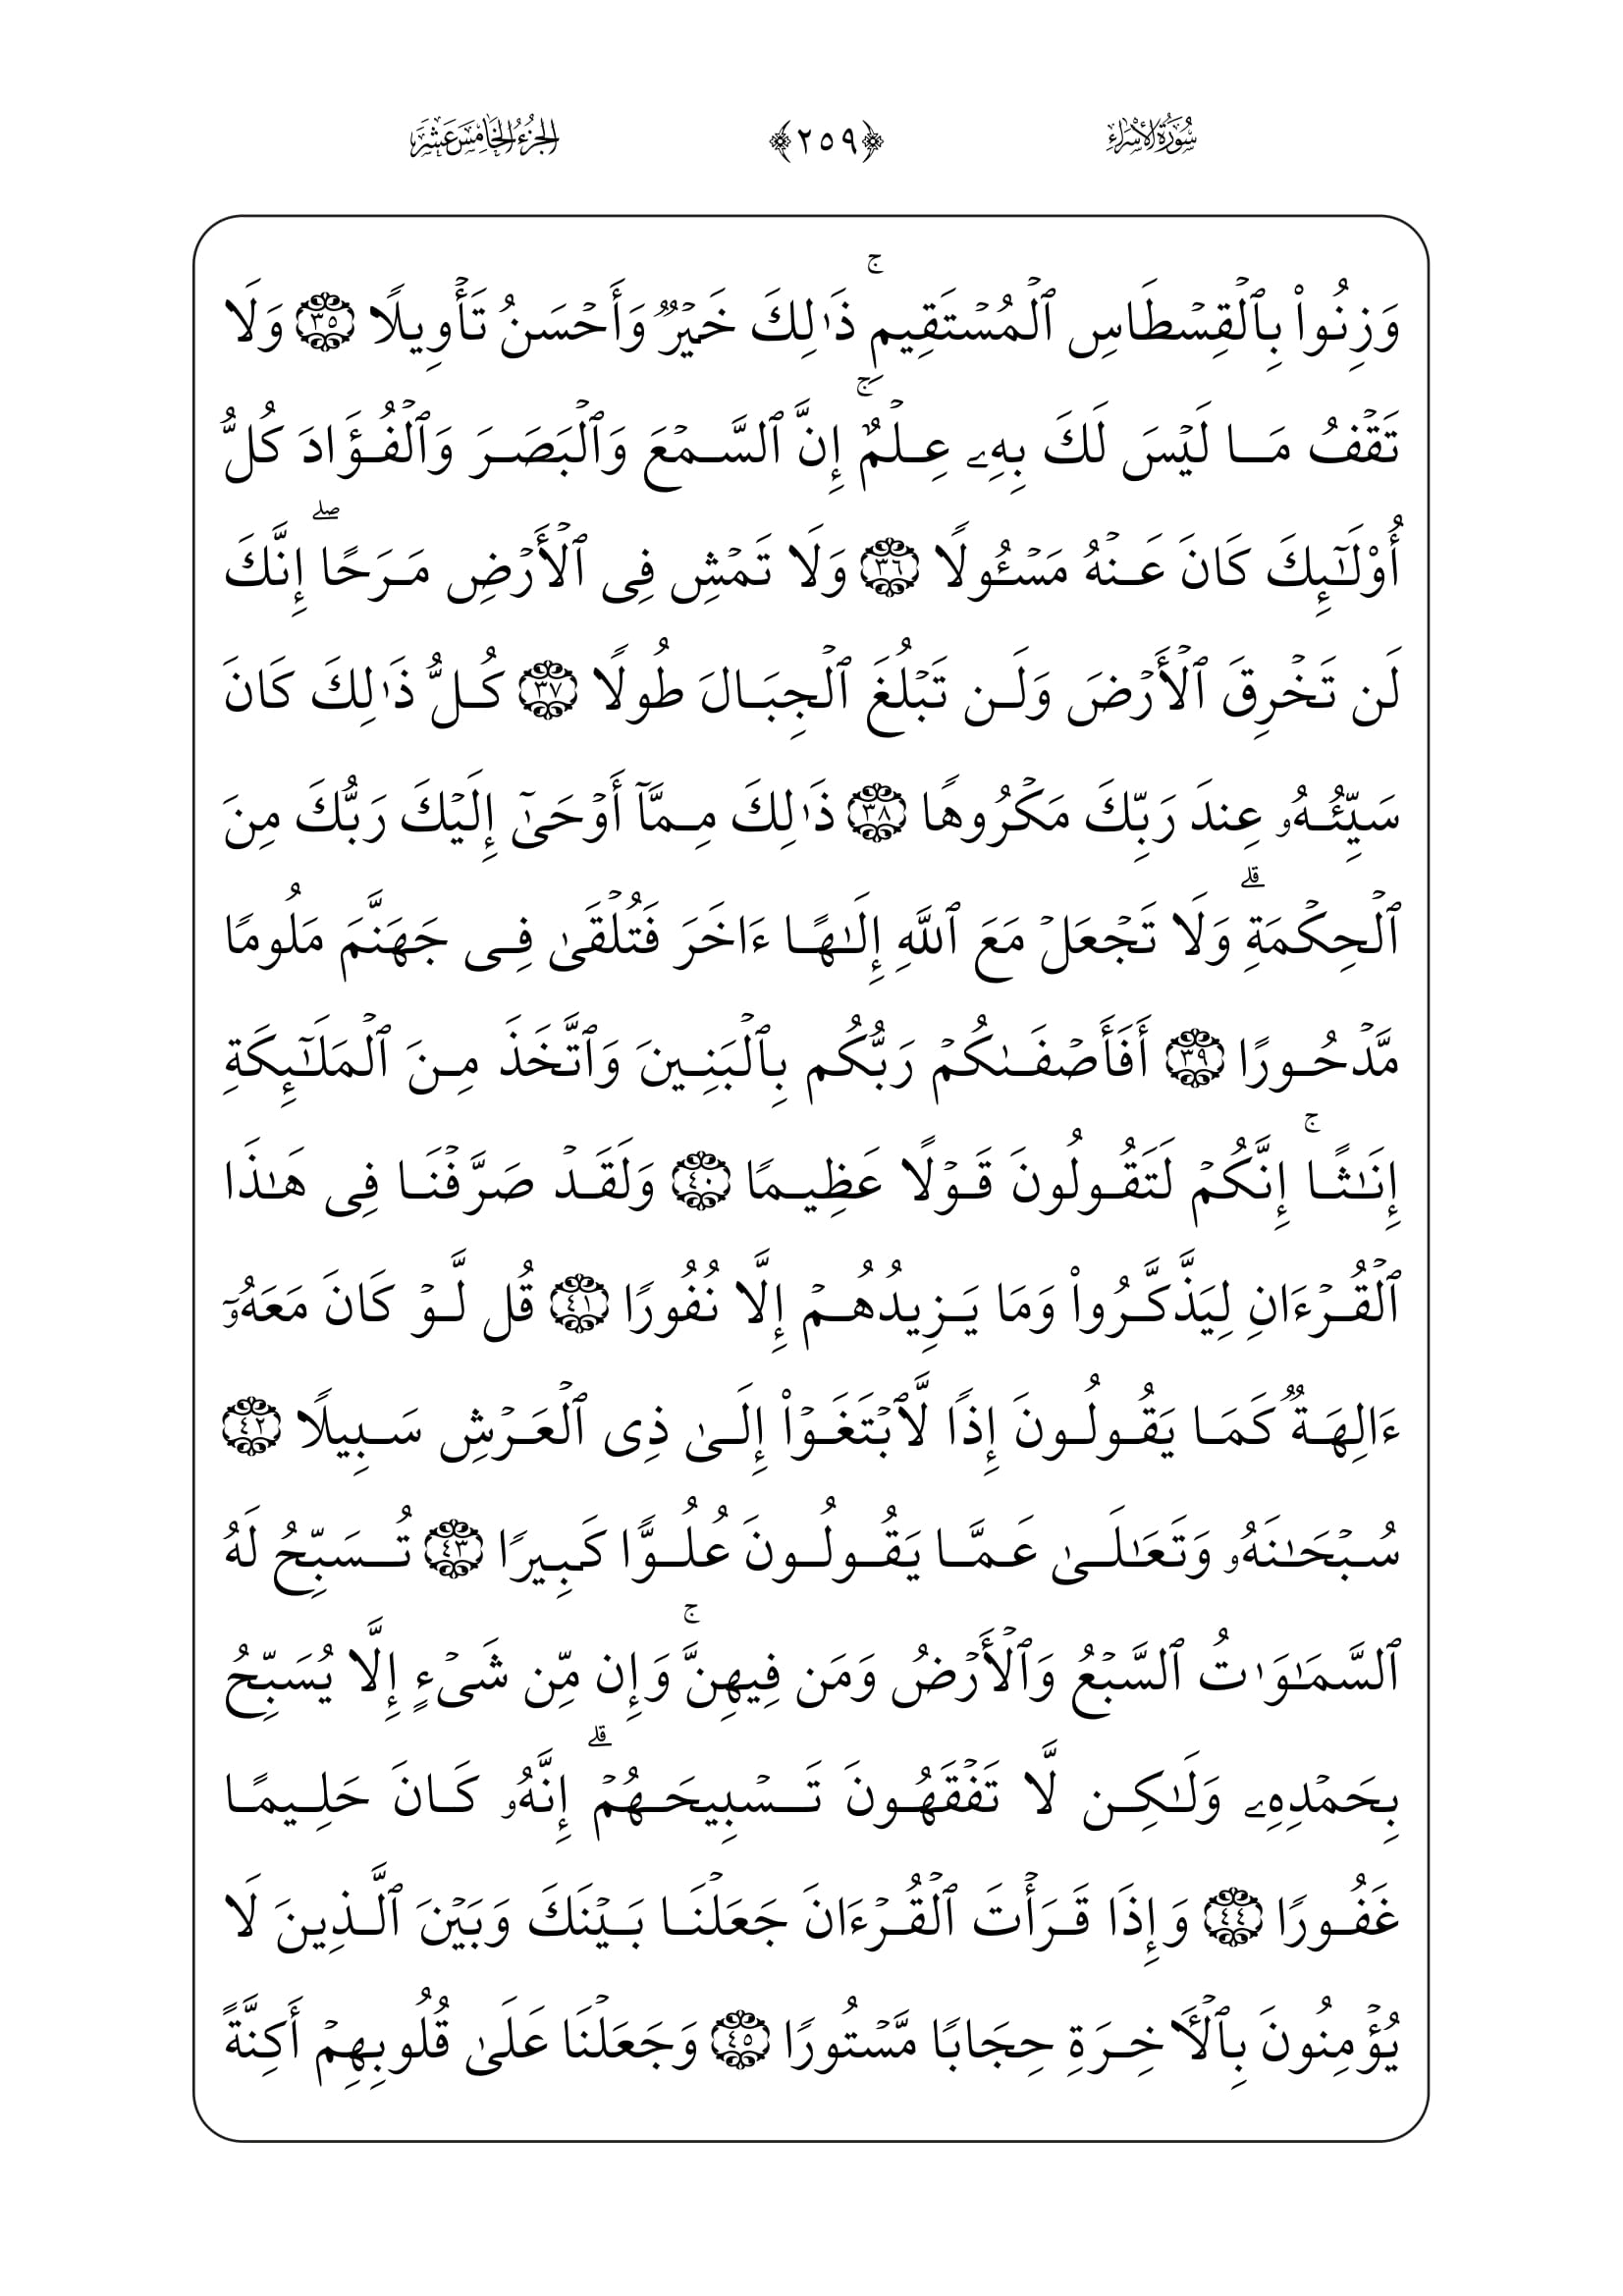 سُورَةُ الإِسْرَاءِ ﴿٢٥٩﴾ الجُزْءُ الخَامِسَ عَشَرَ
وَزِنُوا۟ بِٱلْقِسْطَاسِ ٱلْمُسْتَقِيمِ ۚ ذَٰلِكَ خَيْرٌ وَأَحْسَنُ تَأْوِيلًا ٣٥ وَلَا
تَقْفُ مَا لَيْسَ لَكَ بِهِۦ عِلْمٌ ۚ إِنَّ ٱلسَّمْعَ وَٱلْبَصَرَ وَٱلْفُؤَادَ كُلُّ
أُو۟لَـٰٓئِكَ كَانَ عَنْهُ مَسْـُٔولًا ٣٦ وَلَا تَمْشِ فِى ٱلْأَرْضِ مَرَحًا ۖ إِنَّكَ
لَن تَخْرِقَ ٱلْأَرْضَ وَلَن تَبْلُغَ ٱلْجِبَالَ طُولًا ٣٧ كُلُّ ذَٰلِكَ كَانَ
سَيِّئُهُۥ عِندَ رَبِّكَ مَكْرُوهًا ٣٨ ذَٰلِكَ مِمَّآ أَوْحَىٰٓ إِلَيْكَ رَبُّكَ مِنَ
ٱلْحِكْمَةِ ۗ وَلَا تَجْعَلْ مَعَ ٱللَّهِ إِلَـٰهًا ءَاخَرَ فَتُلْقَىٰ فِى جَهَنَّمَ مَلُومًا
مَّدْحُورًا ٣٩ أَفَأَصْفَىٰكُمْ رَبُّكُم بِٱلْبَنِينَ وَٱتَّخَذَ مِنَ ٱلْمَلَـٰٓئِكَةِ
إِنَـٰثًا ۚ إِنَّكُمْ لَتَقُولُونَ قَوْلًا عَظِيمًا ٤٠ وَلَقَدْ صَرَّفْنَا فِى هَـٰذَا
ٱلْقُرْءَانِ لِيَذَّكَّرُوا۟ وَمَا يَزِيدُهُمْ إِلَّا نُفُورًا ٤١ قُل لَّوْ كَانَ مَعَهُۥٓ
ءَالِهَةٌ كَمَا يَقُولُونَ إِذًا لَّٱبْتَغَوْا۟ إِلَىٰ ذِى ٱلْعَرْشِ سَبِيلًا ٤٢
سُبْحَـٰنَهُۥ وَتَعَـٰلَىٰ عَمَّا يَقُولُونَ عُلُوًّا كَبِيرًا ٤٣ تُسَبِّحُ لَهُ
ٱلسَّمَـٰوَٰتُ ٱلسَّبْعُ وَٱلْأَرْضُ وَمَن فِيهِنَّ ۚ وَإِن مِّن شَىْءٍ إِلَّا يُسَبِّحُ
بِحَمْدِهِۦ وَلَـٰكِن لَّا تَفْقَهُونَ تَسْبِيحَهُمْ ۗ إِنَّهُۥ كَانَ حَلِيمًا
غَفُورًا ٤٤ وَإِذَا قَرَأْتَ ٱلْقُرْءَانَ جَعَلْنَا بَيْنَكَ وَبَيْنَ ٱلَّذِينَ لَا
يُؤْمِنُونَ بِٱلْـَٔاخِرَةِ حِجَابًا مَّسْتُورًا ٤٥ وَجَعَلْنَا عَلَىٰ قُلُوبِهِمْ أَكِنَّةً